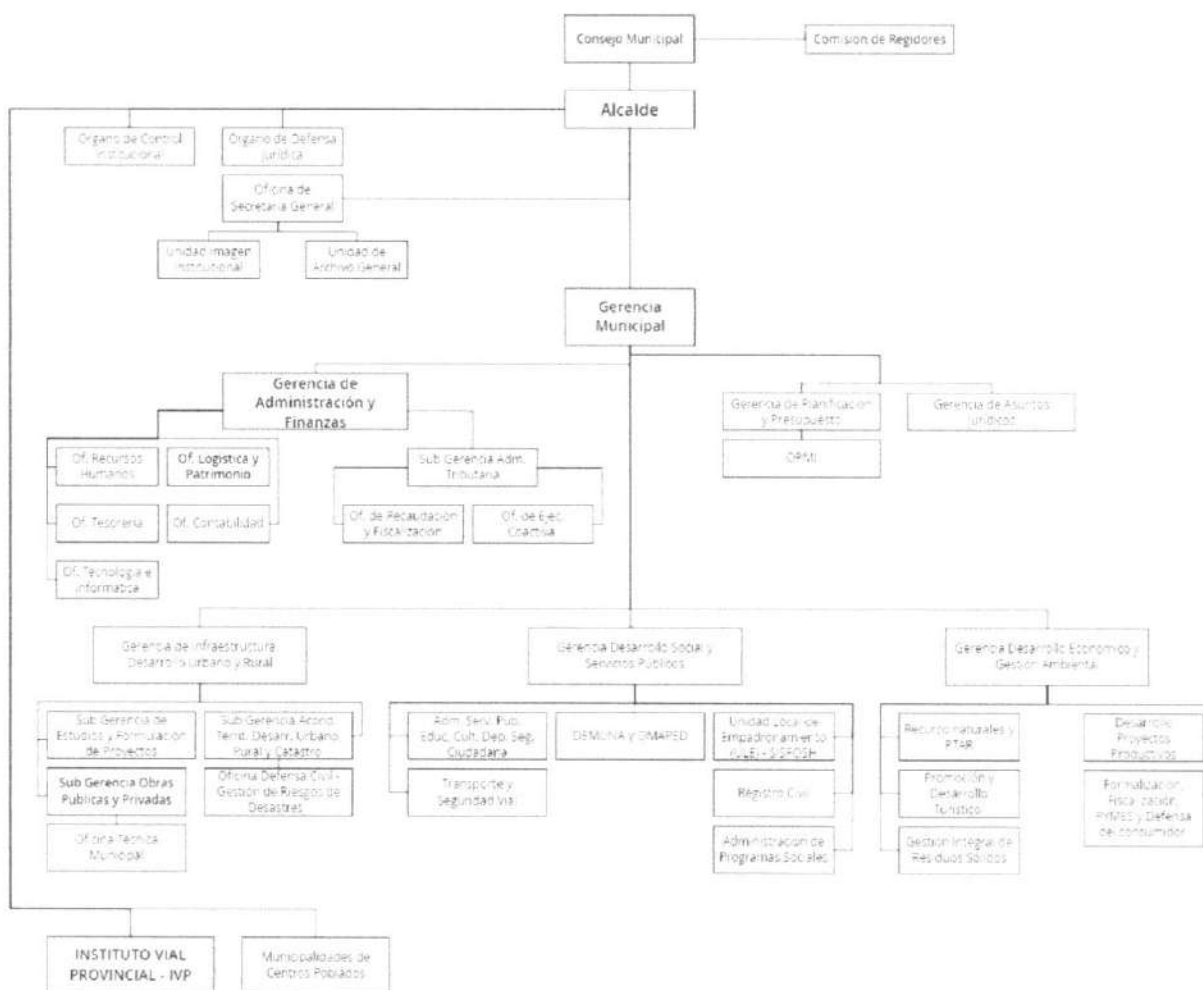 Consejo Municipal
Comision de Regidores
Alcalde
Organo de Control
Institucional
Organo de Defensa
Juridica
Oficina de
Secretaria General
Unidad Imagen
Institucional
Unidad de
Archivo General
Gerencia
Municipal
Gerencia de
Administración y
Finanzas
Gerencia de Planificacion
y Presupuesto
Gerencia de Asuntos
Juridicos
OPMI
Of. Recursos
Humanos
Of. Logistica y
Patrimonio
Sub Gerencia Adm.
Tributaria
Of. Tesoreria
Of. Contabilidad
Of. de Recaudacion
y Fiscalizacion
Of. de Ejec.
Coactiva
Of. Tecnologia e
Informatica
Gerencia de Infraestructura
Desarrollo Urbano y Rural
Gerencia Desarrollo Social y
Servicios Publicos
Gerencia Desarrollo Economico y
Gestion Ambiental
Sub Gerencia de
Estudios y Formulacion
de Proyectos
Sub Gerencia Acond.
Territ. Desarr. Urbano,
Rural y Catastro
Adm. Serv. Pub.
Educ. Cult. Dep. Seg.
Ciudadana
DEMUNA y OMAPED
Unidad Local de
Empadronamiento
(ULE) - SISFOSH
Recurso naturales y
PTAR
Desarrollo
Proyectos
Productivos
Sub Gerencia Obras
Publicas y Privadas
Oficina Defensa Civil -
Gestión de Riesgos de
Desastres
Transporte y
Seguridad Vial
Registro Civil
Promoción y
Desarrollo
Turistico
Formalizacion,
Fiscalización,
PYMES y Defensa
del consumidor
Oficina Tecnica
Municipal
Administracion de
Programas Sociales
Gestion Integral de
Residuos Solidos
INSTITUTO VIAL
PROVINCIAL - IVP
Municipalidades de
Centros Poblados